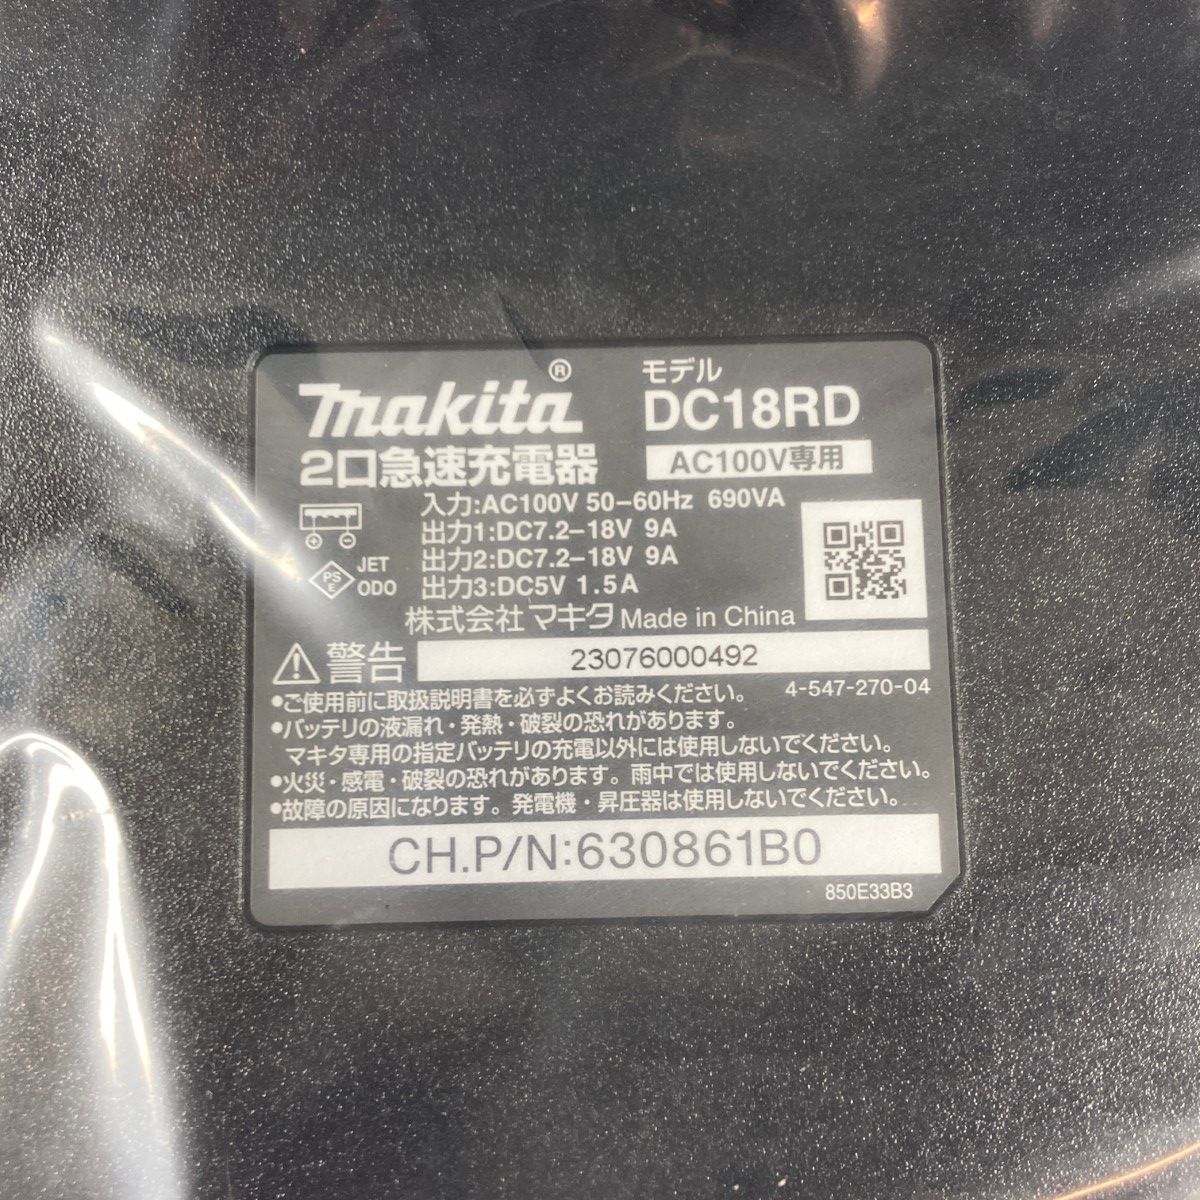 makita®
モデル
DC18RD
2口急速充電器
AC100V専用
入力:AC100V 50-60Hz 690VA
出力1:DC7.2-18V 9A
出力2:DC7.2-18V 9A
出力3:DC5V 1.5A
PS
E
JET
ODO
株式会社 マキタ Made in China
警告
23076000492
4-547-270-04
•ご使用前に取扱説明書を必ずよくお読みください。
•バッテリの液漏れ・発熱・破裂の恐れがあります。
マキタ専用の指定バッテリの充電以外には使用しないでください。
•火災・感電・破裂の恐れがあります。雨中では使用しないでください。
•故障の原因になります。発電機・昇圧器は使用しないでください。
CH.P/N:630861B0
850E33B3